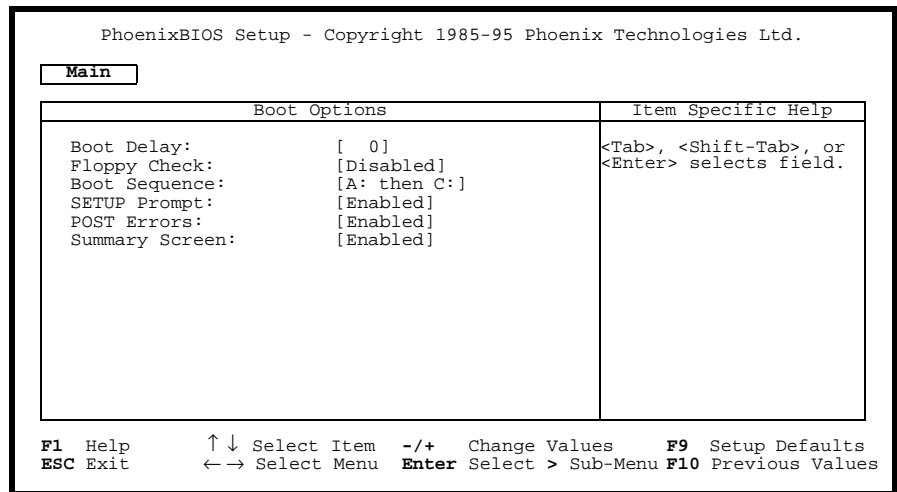 PhoenixBIOS Setup - Copyright 1985-95 Phoenix Technologies Ltd.
Main
Boot Options Item Specific Help
Boot Delay: [ 0] <Tab>, <Shift-Tab>, or
Floppy Check: [Disabled] <Enter> selects field.
Boot Sequence: [A: then C:]
SETUP Prompt: [Enabled]
POST Errors: [Enabled]
Summary Screen: [Enabled]
F1 Help ↑↓ Select Item -/+ Change Values F9 Setup Defaults
ESC Exit ←→ Select Menu Enter Select > Sub-Menu F10 Previous Values